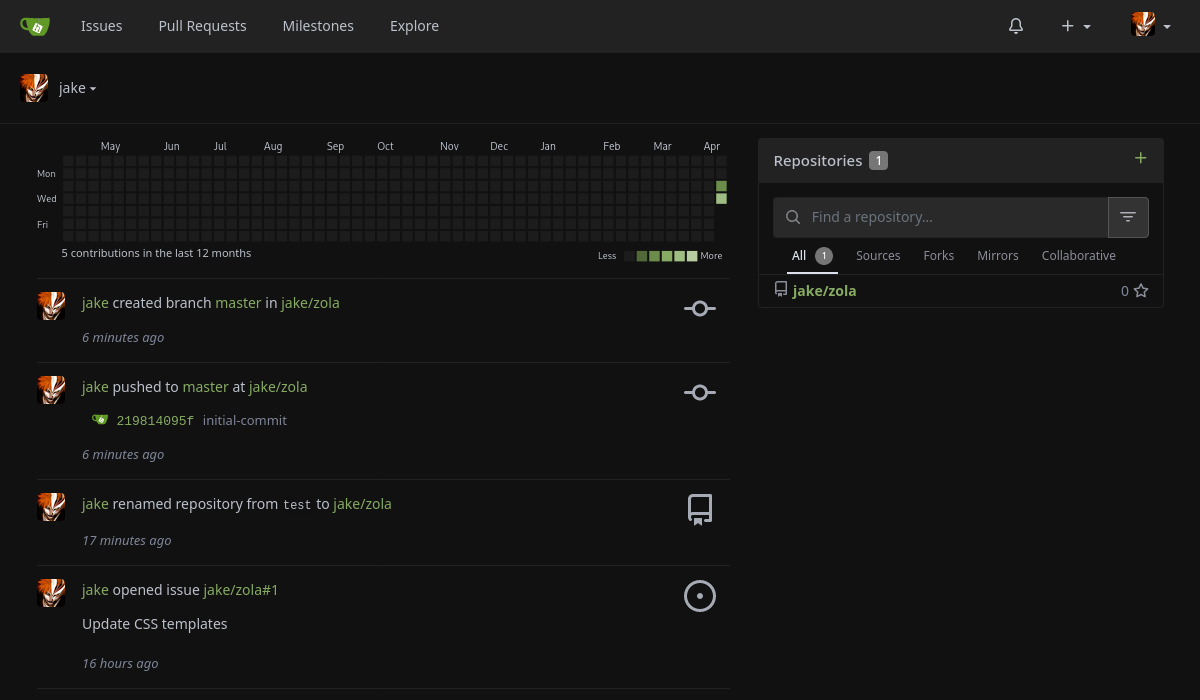 Issues Pull Requests Milestones Explore
jake
May Jun Jul Aug Sep Oct Nov Dec Jan Feb Mar Apr
Mon
Wed
Fri
5 contributions in the last 12 months Less More
jake created branch master in jake/zola
6 minutes ago
jake pushed to master at jake/zola
219814095f initial-commit
6 minutes ago
jake renamed repository from test to jake/zola
17 minutes ago
jake opened issue jake/zola#1
Update CSS templates
16 hours ago
Repositories 1
Find a repository...
All 1 Sources Forks Mirrors Collaborative
jake/zola 0